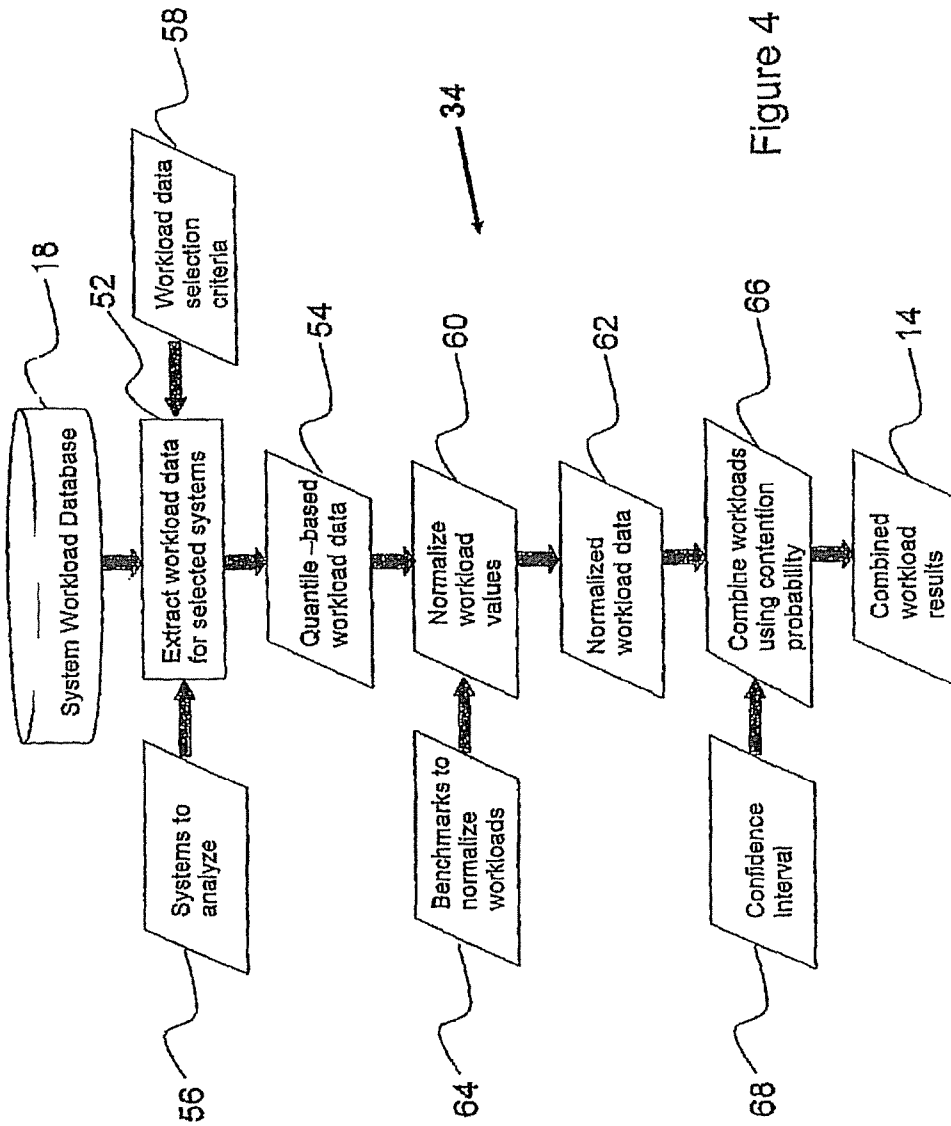 18
System Workload Database
52
58
Workload data
selection
criteria
Extract workload data
for selected systems
Systems to
analyze
56
54
Quantile –based
workload data
34
60
Normalize
workload
values
Benchmarks to
normalize
workloads
64
62
Normalized
workload data
66
Combine workloads
using contention
probability
Confidence
Interval
68
14
Combined
workload
results
Figure 4